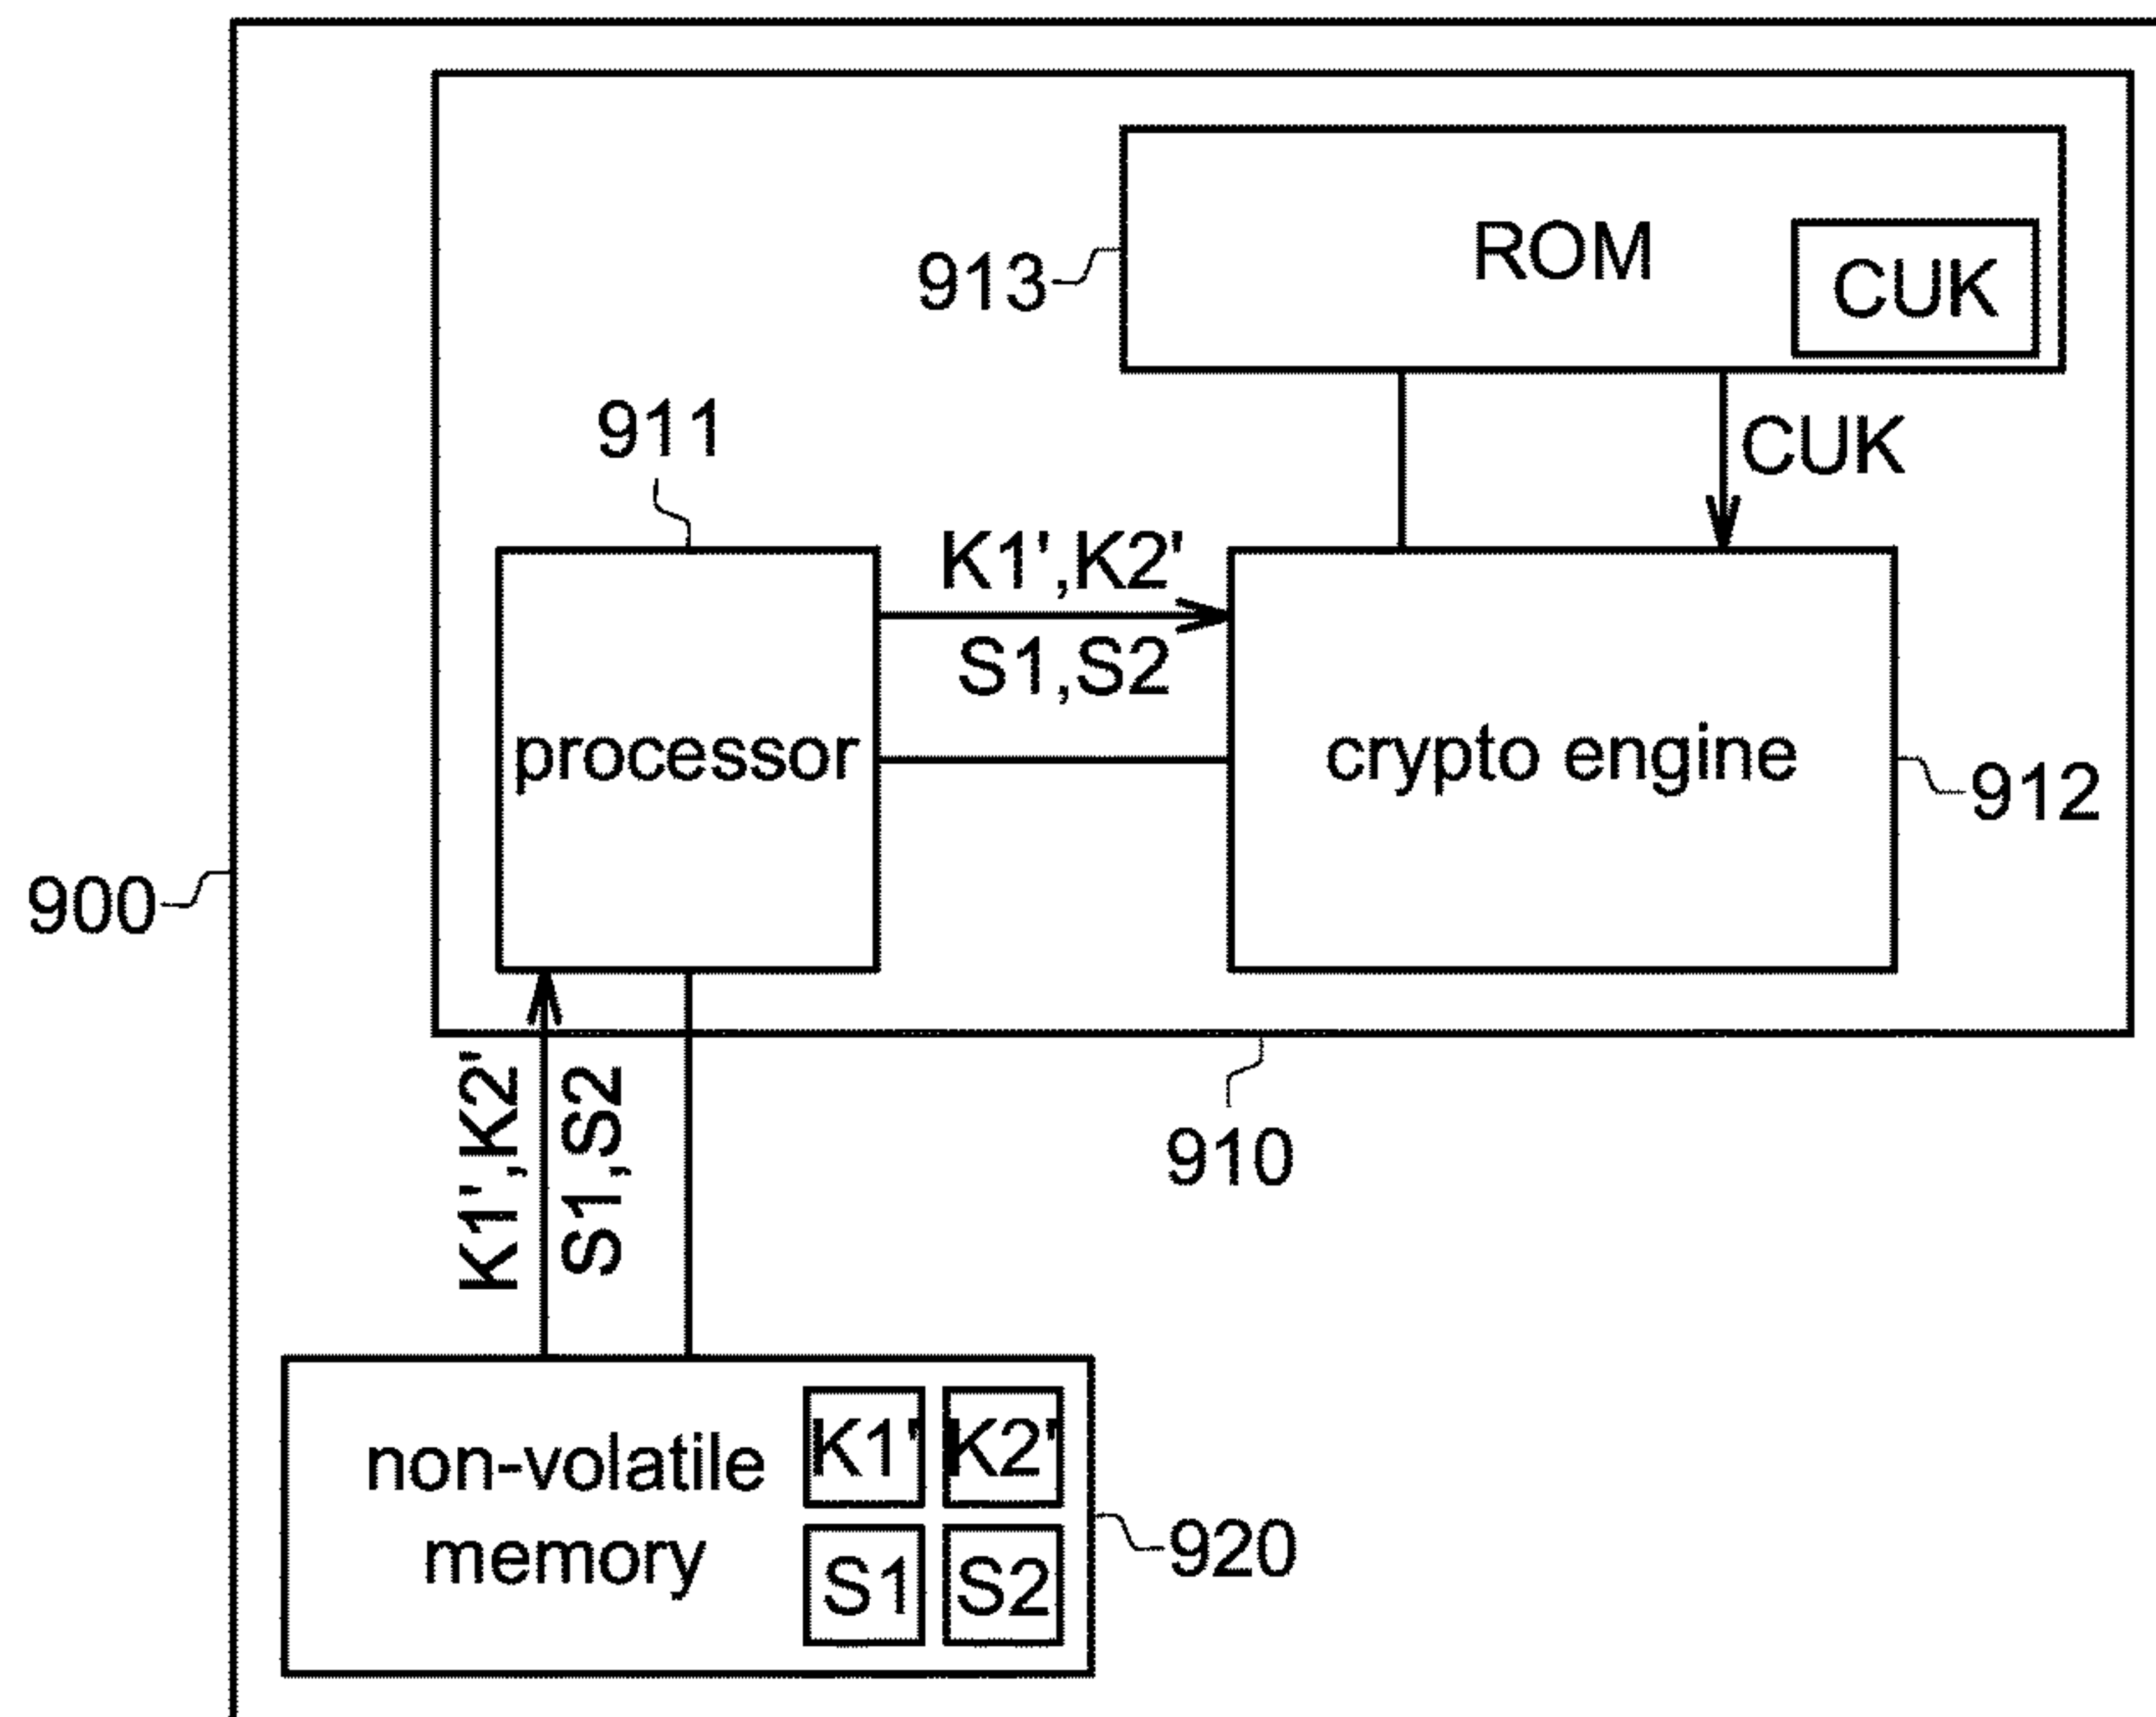 ROM
CUK
913
CUK
911
K1',K2'
S1,S2
processor
crypto engine
912
900
K1',K2'
S1,S2
910
non-volatile
memory
K1'
K2'
S1
S2
920